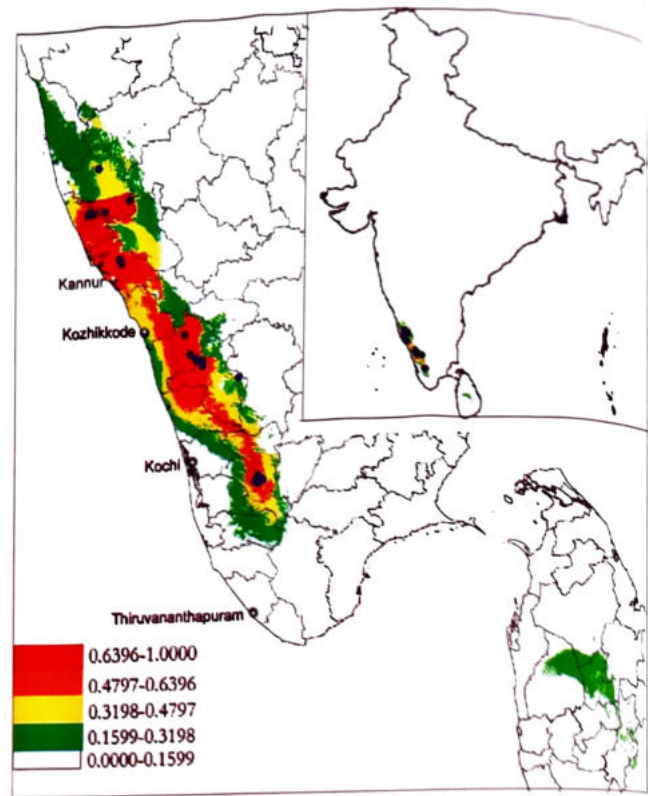 Kannur
Kozhikkode
Kochi
Thiruvananthapuram
0.6396-1.0000
0.4797-0.6396
0.3198-0.4797
0.1599-0.3198
0.0000-0.1599